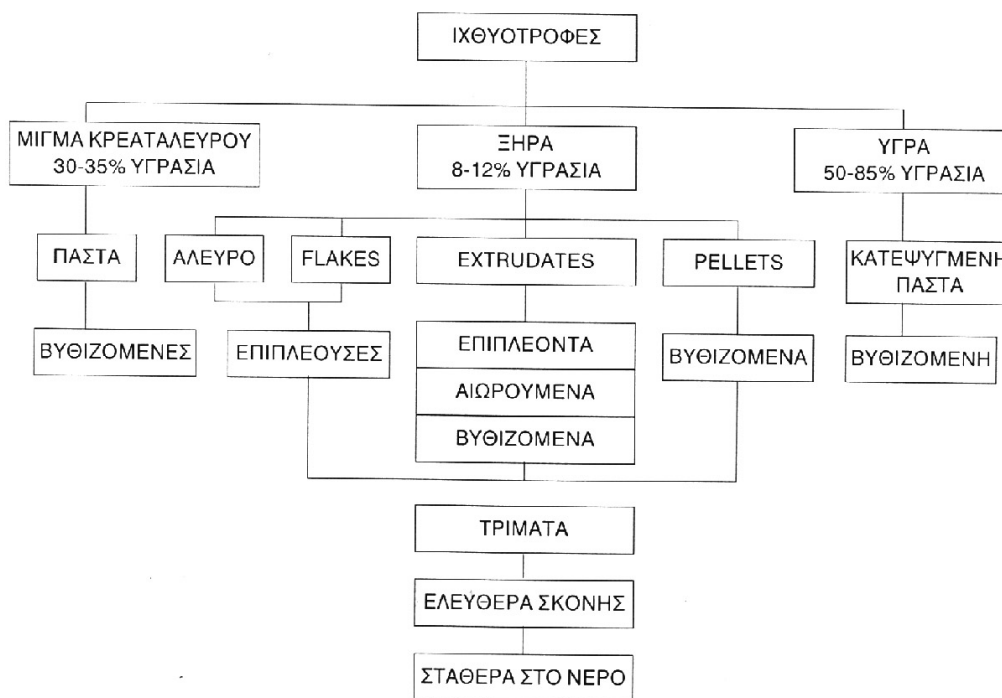 ΙΧΘΥΟΤΡΟΦΕΣ
ΜΙΓΜΑ ΚΡΕΑΤΑΛΕΥΡΟΥ
30-35% ΥΓΡΑΣΙΑ
ΞΗΡΑ
8-12% ΥΓΡΑΣΙΑ
ΥΓΡΑ
50-85% ΥΓΡΑΣΙΑ
ΠΑΣΤΑ
ΑΛΕΥΡΟ
FLAKES
EXTRUDATES
PELLETS
ΚΑΤΕΨΥΓΜΕΝΗ
ΠΑΣΤΑ
ΒΥΘΙΖΟΜΕΝΕΣ
ΕΠΙΠΛΕΟΥΣΕΣ
ΕΠΙΠΛΕΟΝΤΑ
ΒΥΘΙΖΟΜΕΝΑ
ΒΥΘΙΖΟΜΕΝΗ
ΑΙΩΡΟΥΜΕΝΑ
ΒΥΘΙΖΟΜΕΝΑ
ΤΡΙΜΑΤΑ
ΕΛΕΥΘΕΡΑ ΣΚΟΝΗΣ
ΣΤΑΘΕΡΑ ΣΤΟ ΝΕΡΟ